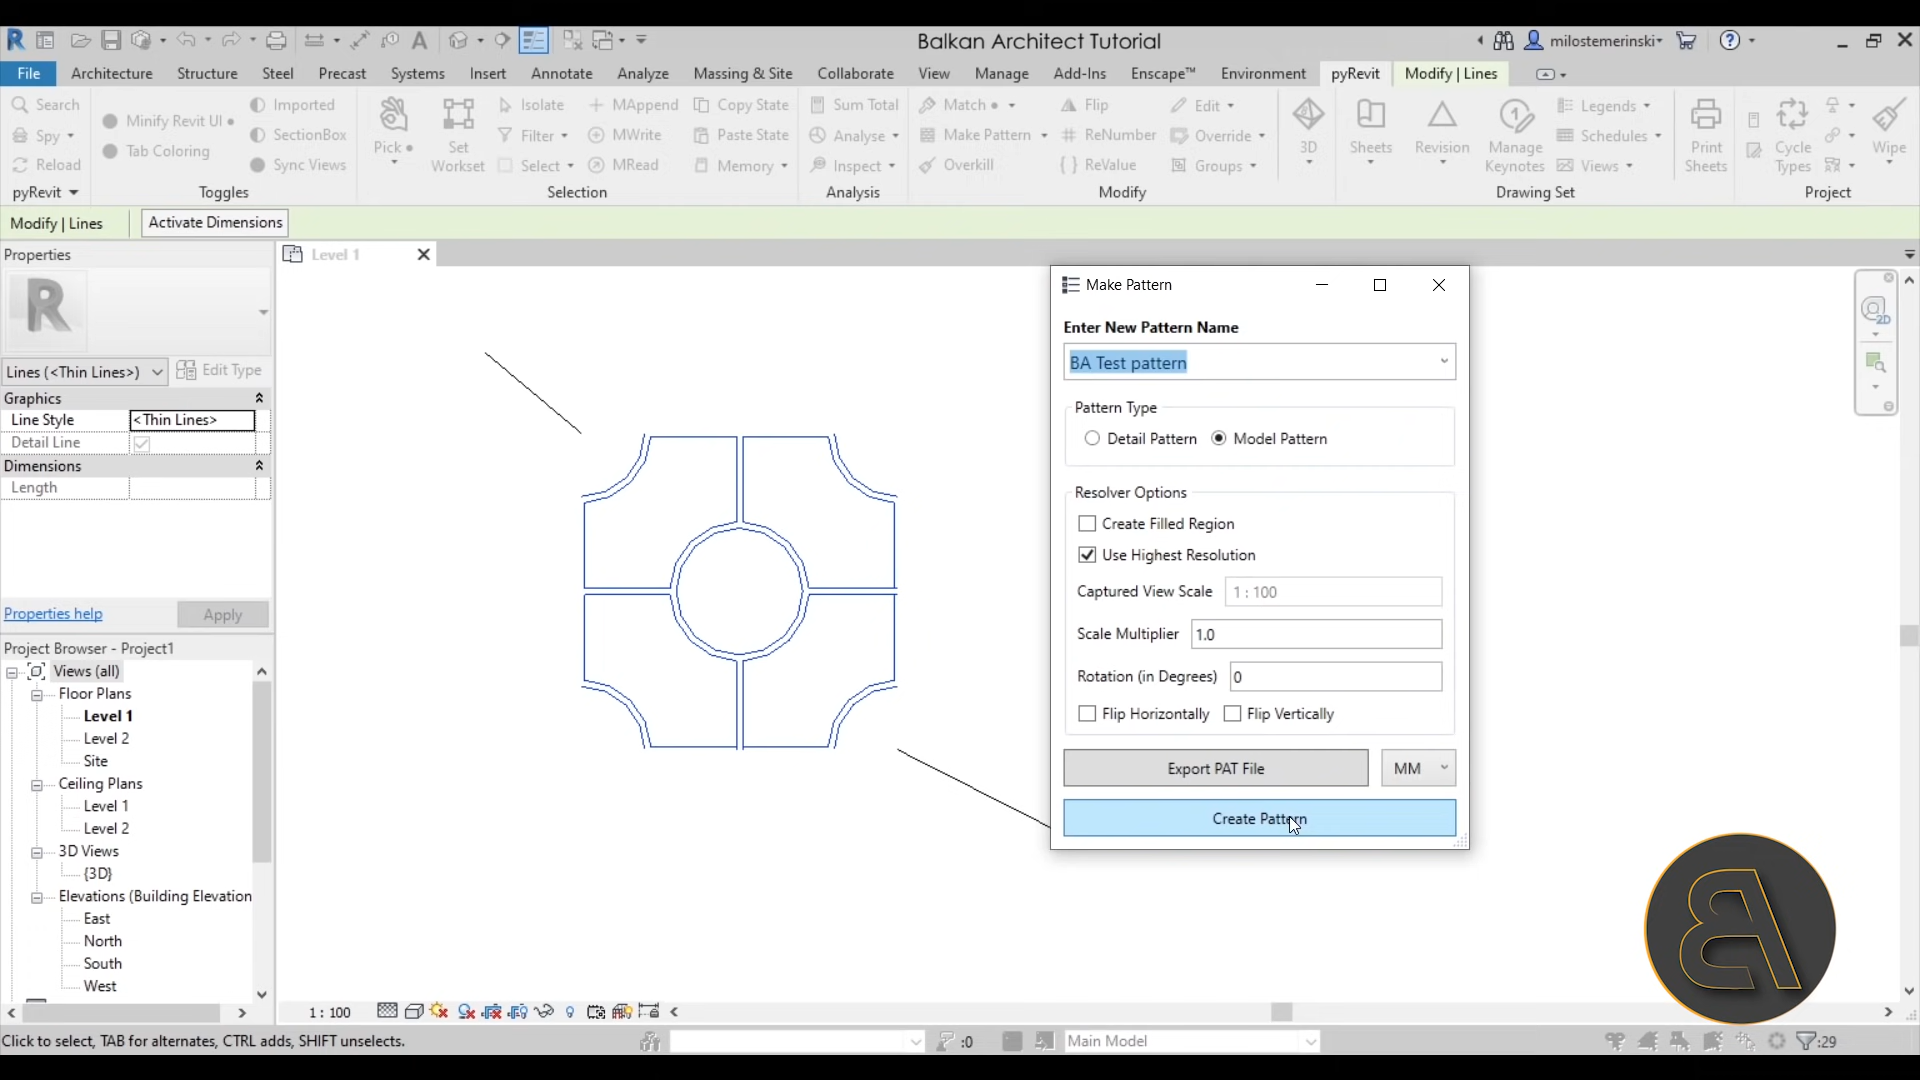 Balkan Architect Tutorial
milostemerinski
File Architecture Structure Steel Precast Systems Insert Annotate Analyze Massing & Site Collaborate View Manage Add-Ins Enscape™ Environment pyRevit Modify | Lines
Search
Spy
Reload
pyRevit
Minify Revit UI
Tab Coloring
Imported
SectionBox
Sync Views
Toggles
Pick
Set
Workset
Isolate
Filter
Select
MAppend
MWrite
MRead
Copy State
Paste State
Memory
Selection
Sum Total
Analyse
Inspect
Analysis
Match
Make Pattern
Overkill
Flip
ReNumber
ReValue
Edit
Override
Groups
Modify
3D
Sheets
Revision
Manage
Keynotes
Legends
Schedules
Views
Drawing Set
Print
Sheets
Cycle
Types
Wipe
Project
Modify | Lines
Activate Dimensions
Properties
Level 1
R
Lines (<Thin Lines>)
Edit Type
Graphics
Line Style <Thin Lines>
Detail Line
Dimensions
Length
Properties help
Apply
Project Browser - Project1
Views (all)
Floor Plans
Level 1
Level 2
Site
Ceiling Plans
Level 1
Level 2
3D Views
{3D}
Elevations (Building Elevation
East
North
South
West
Make Pattern
Enter New Pattern Name
BA Test pattern
Pattern Type
Detail Pattern Model Pattern
Resolver Options
Create Filled Region
Use Highest Resolution
Captured View Scale 1 : 100
Scale Multiplier 1.0
Rotation (in Degrees) 0
Flip Horizontally Flip Vertically
Export PAT File MM
Create Pattern
2D
1 : 100
Click to select, TAB for alternates, CTRL adds, SHIFT unselects.
:0
Main Model
:29